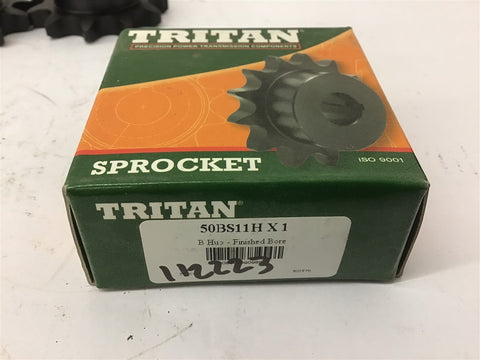 TRITAN
PRECISION POWER TRANSMISSION COMPONENTS
ISO 9001
SPROCKET
TRITAN
50BS11H X 1
B Hub - Finished Bore
112223